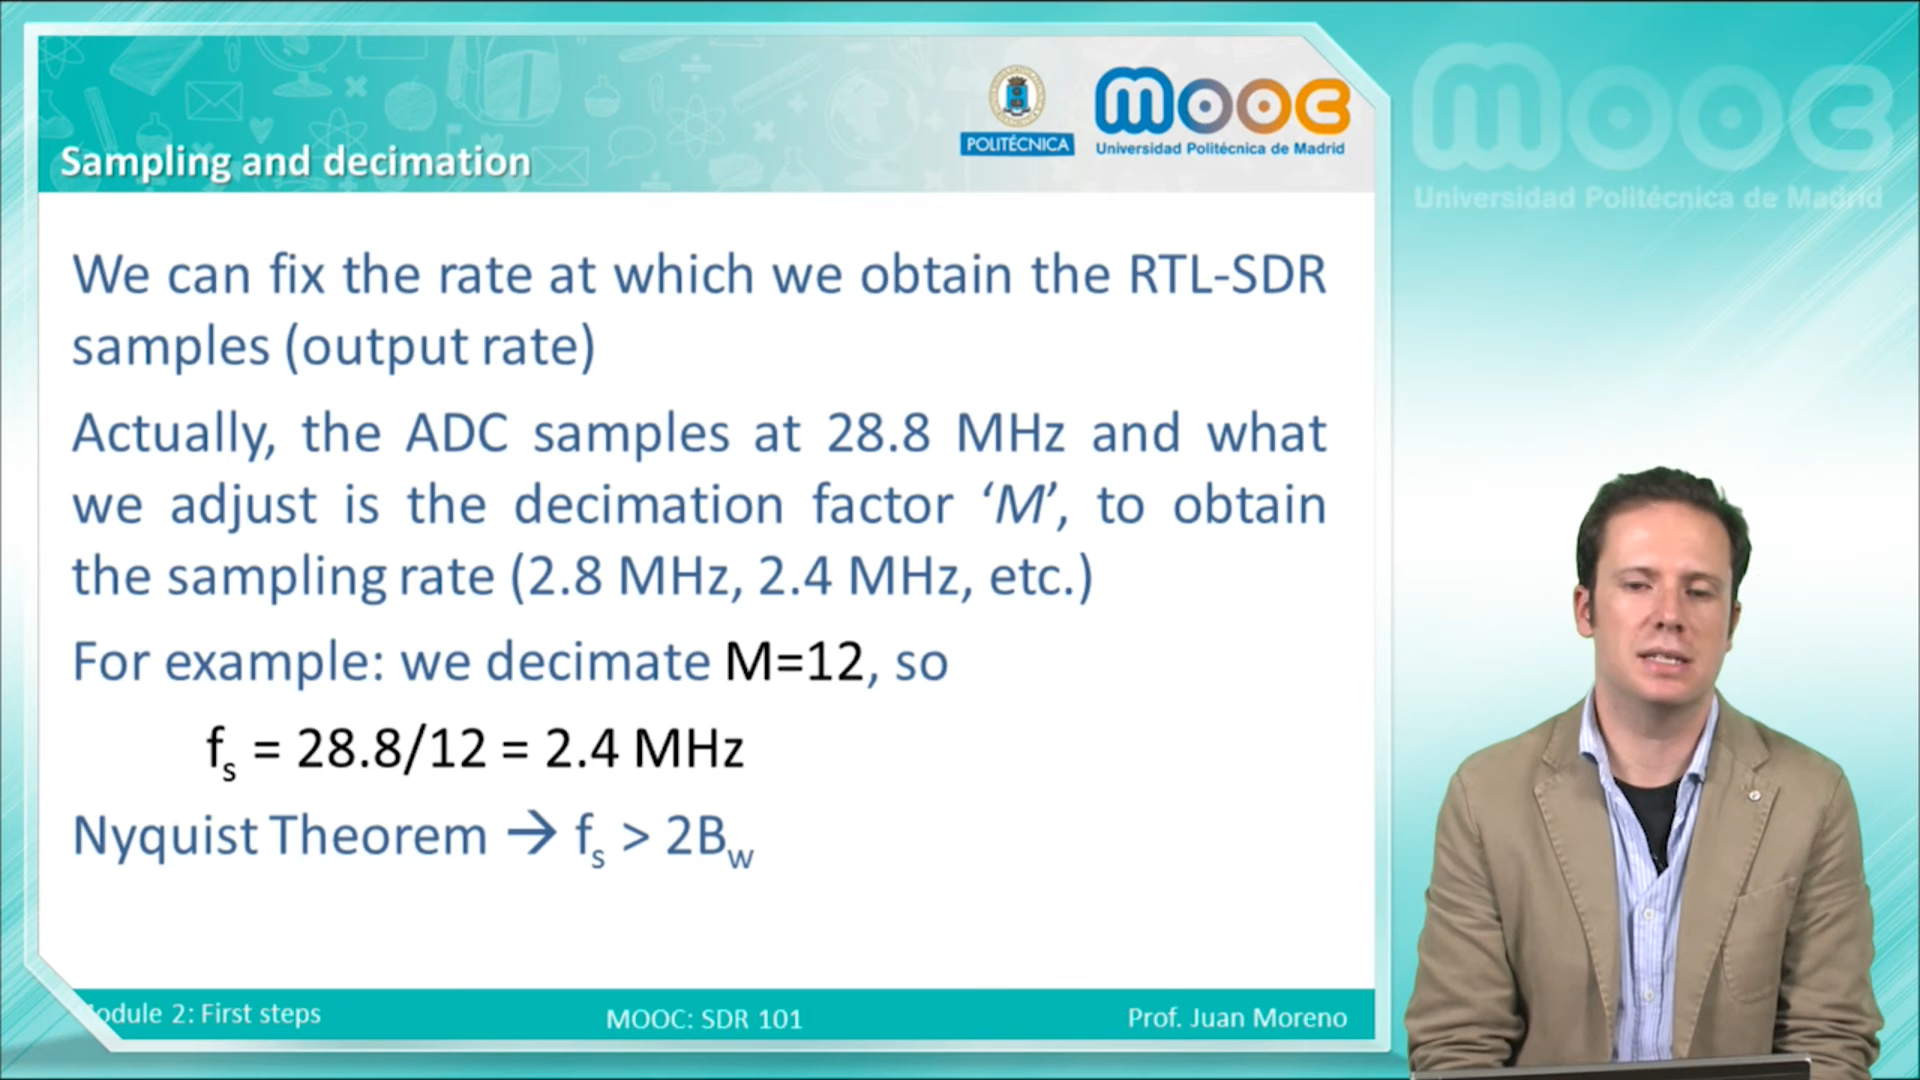 POLITÉCNICA
mooc
Universidad Politécnica de Madrid
mooc
Universidad Politécnica de Madrid
Sampling and decimation
We can fix the rate at which we obtain the RTL-SDR
samples (output rate)
Actually, the ADC samples at 28.8 MHz and what
we adjust is the decimation factor ‘M’, to obtain
the sampling rate (2.8 MHz, 2.4 MHz, etc.)
For example: we decimate M=12, so
fs = 28.8/12 = 2.4 MHz
Nyquist Theorem → fs > 2Bw
odule 2: First steps
MOOC: SDR 101
Prof. Juan Moreno